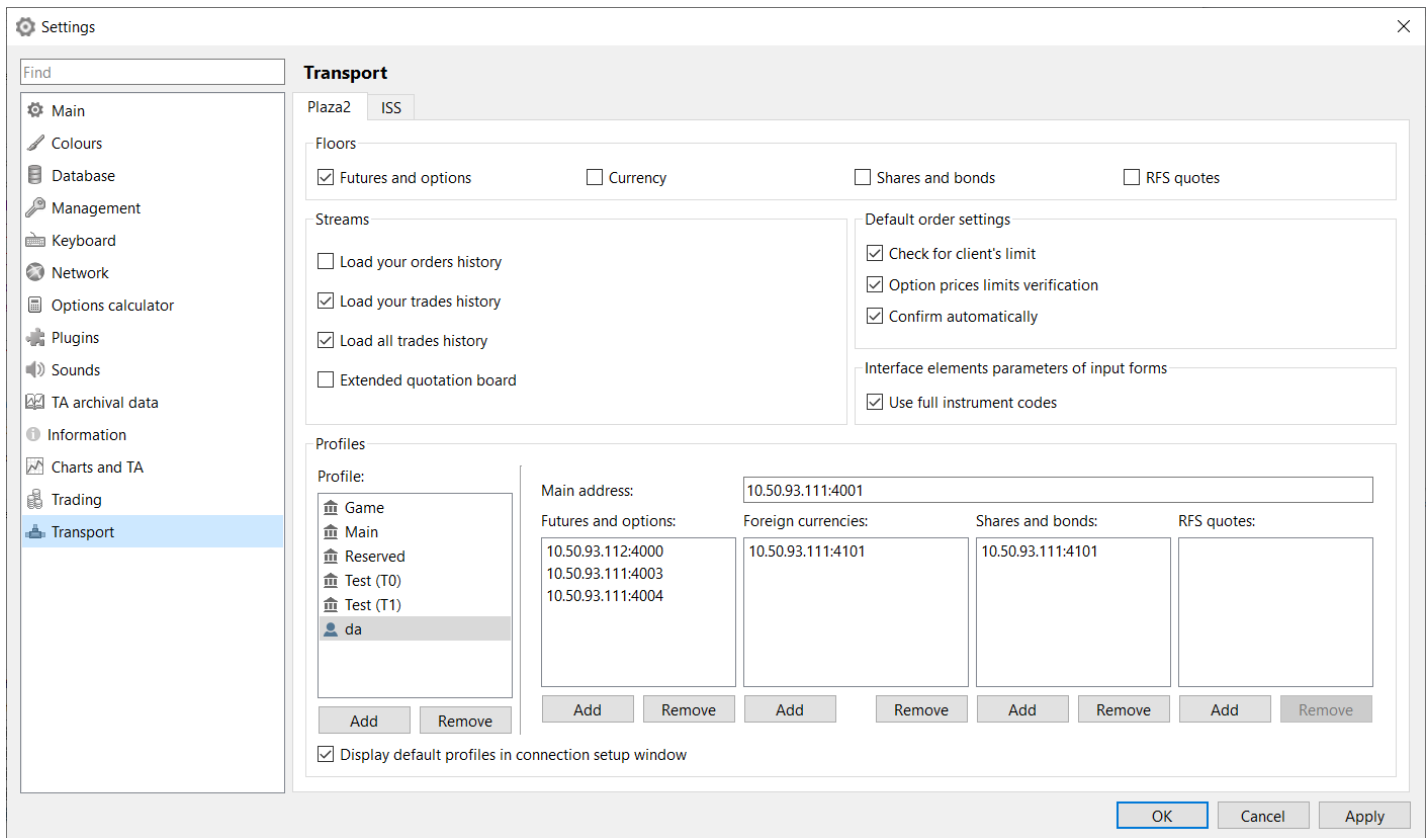 Settings
Find
Main
Colours
Database
Management
Keyboard
Network
Options calculator
Plugins
Sounds
TA archival data
Information
Charts and TA
Trading
Transport
Transport
Plaza2 ISS
Floors
Futures and options Currency Shares and bonds RFS quotes
Streams
Load your orders history
Load your trades history
Load all trades history
Extended quotation board
Default order settings
Check for client's limit
Option prices limits verification
Confirm automatically
Interface elements parameters of input forms
Use full instrument codes
Profiles
Profile:
Game
Main
Reserved
Test (T0)
Test (T1)
da
Add Remove
Main address: 10.50.93.111:4001
Futures and options: Foreign currencies: Shares and bonds: RFS quotes:
10.50.93.112:4000 10.50.93.111:4101 10.50.93.111:4101
10.50.93.111:4003
10.50.93.111:4004
Add Remove Add Remove Add Remove Add Remove
Display default profiles in connection setup window
OK Cancel Apply